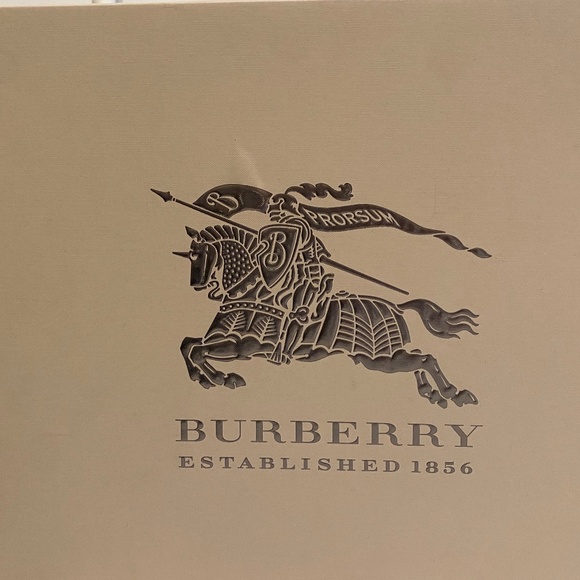 B
PRORSUM
B
BURBERRY
ESTABLISHED 1856